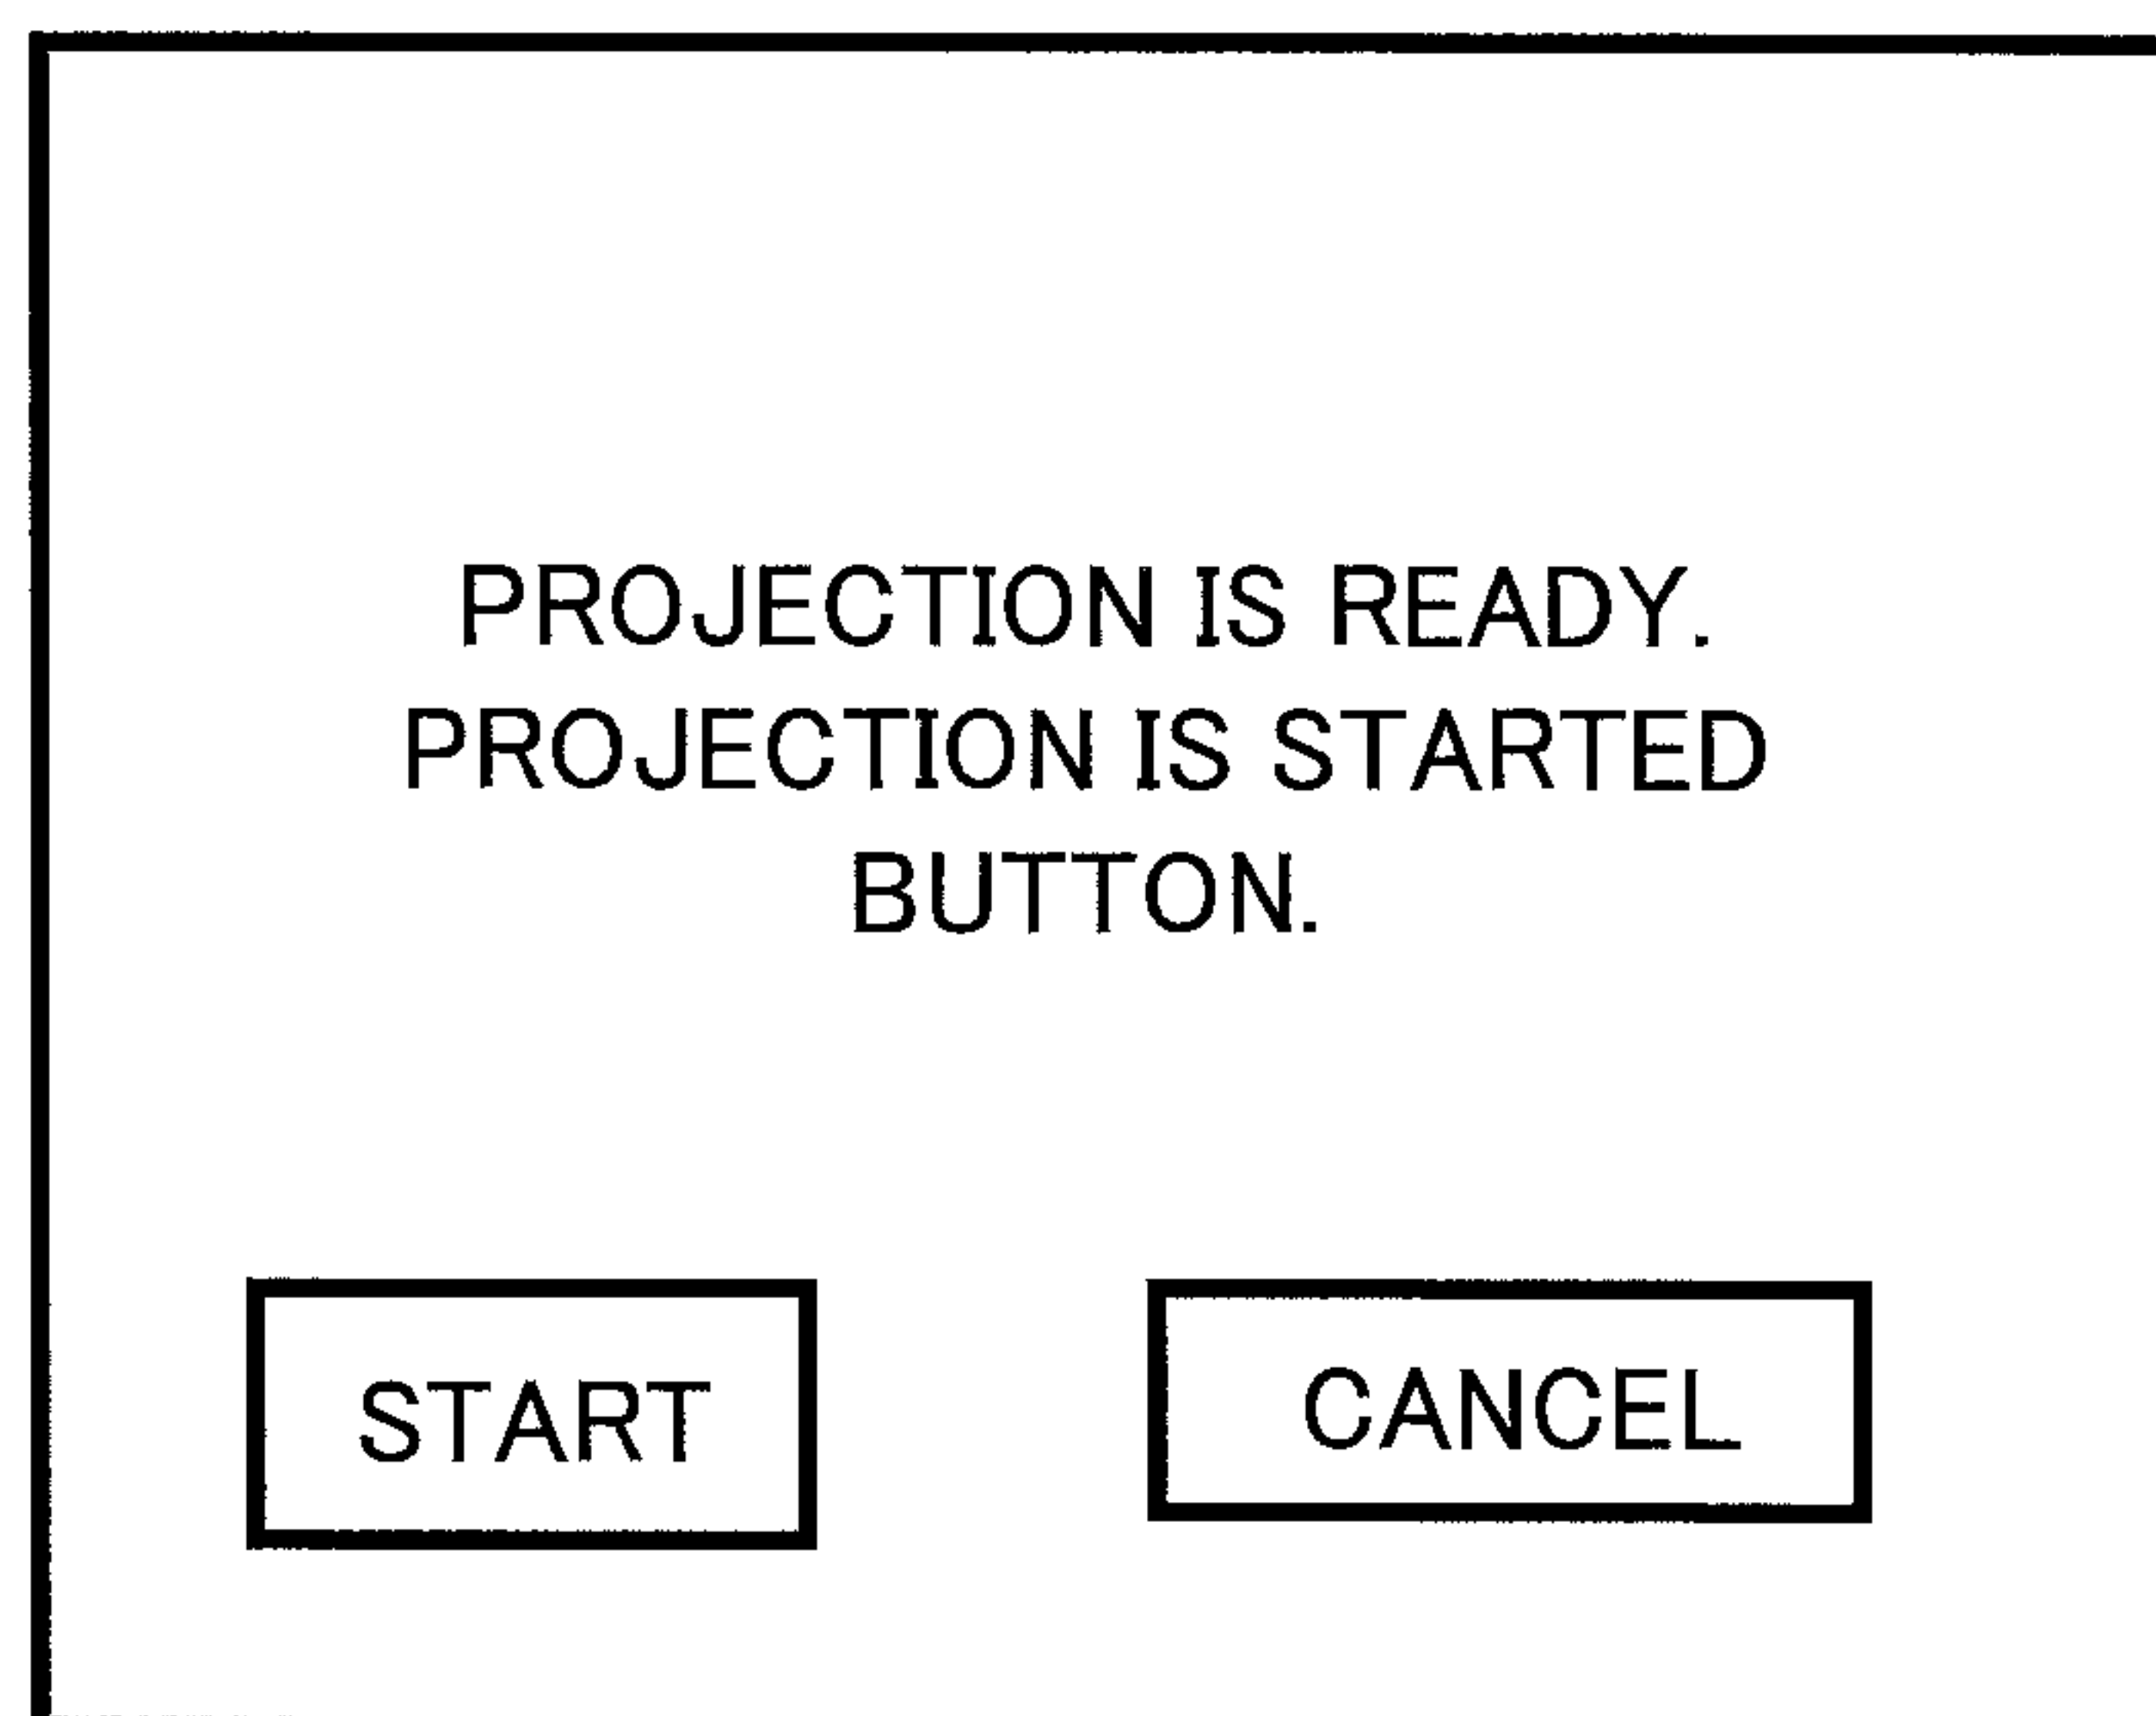 PROJECTION IS READY.
PROJECTION IS STARTED
BUTTON.
START
CANCEL